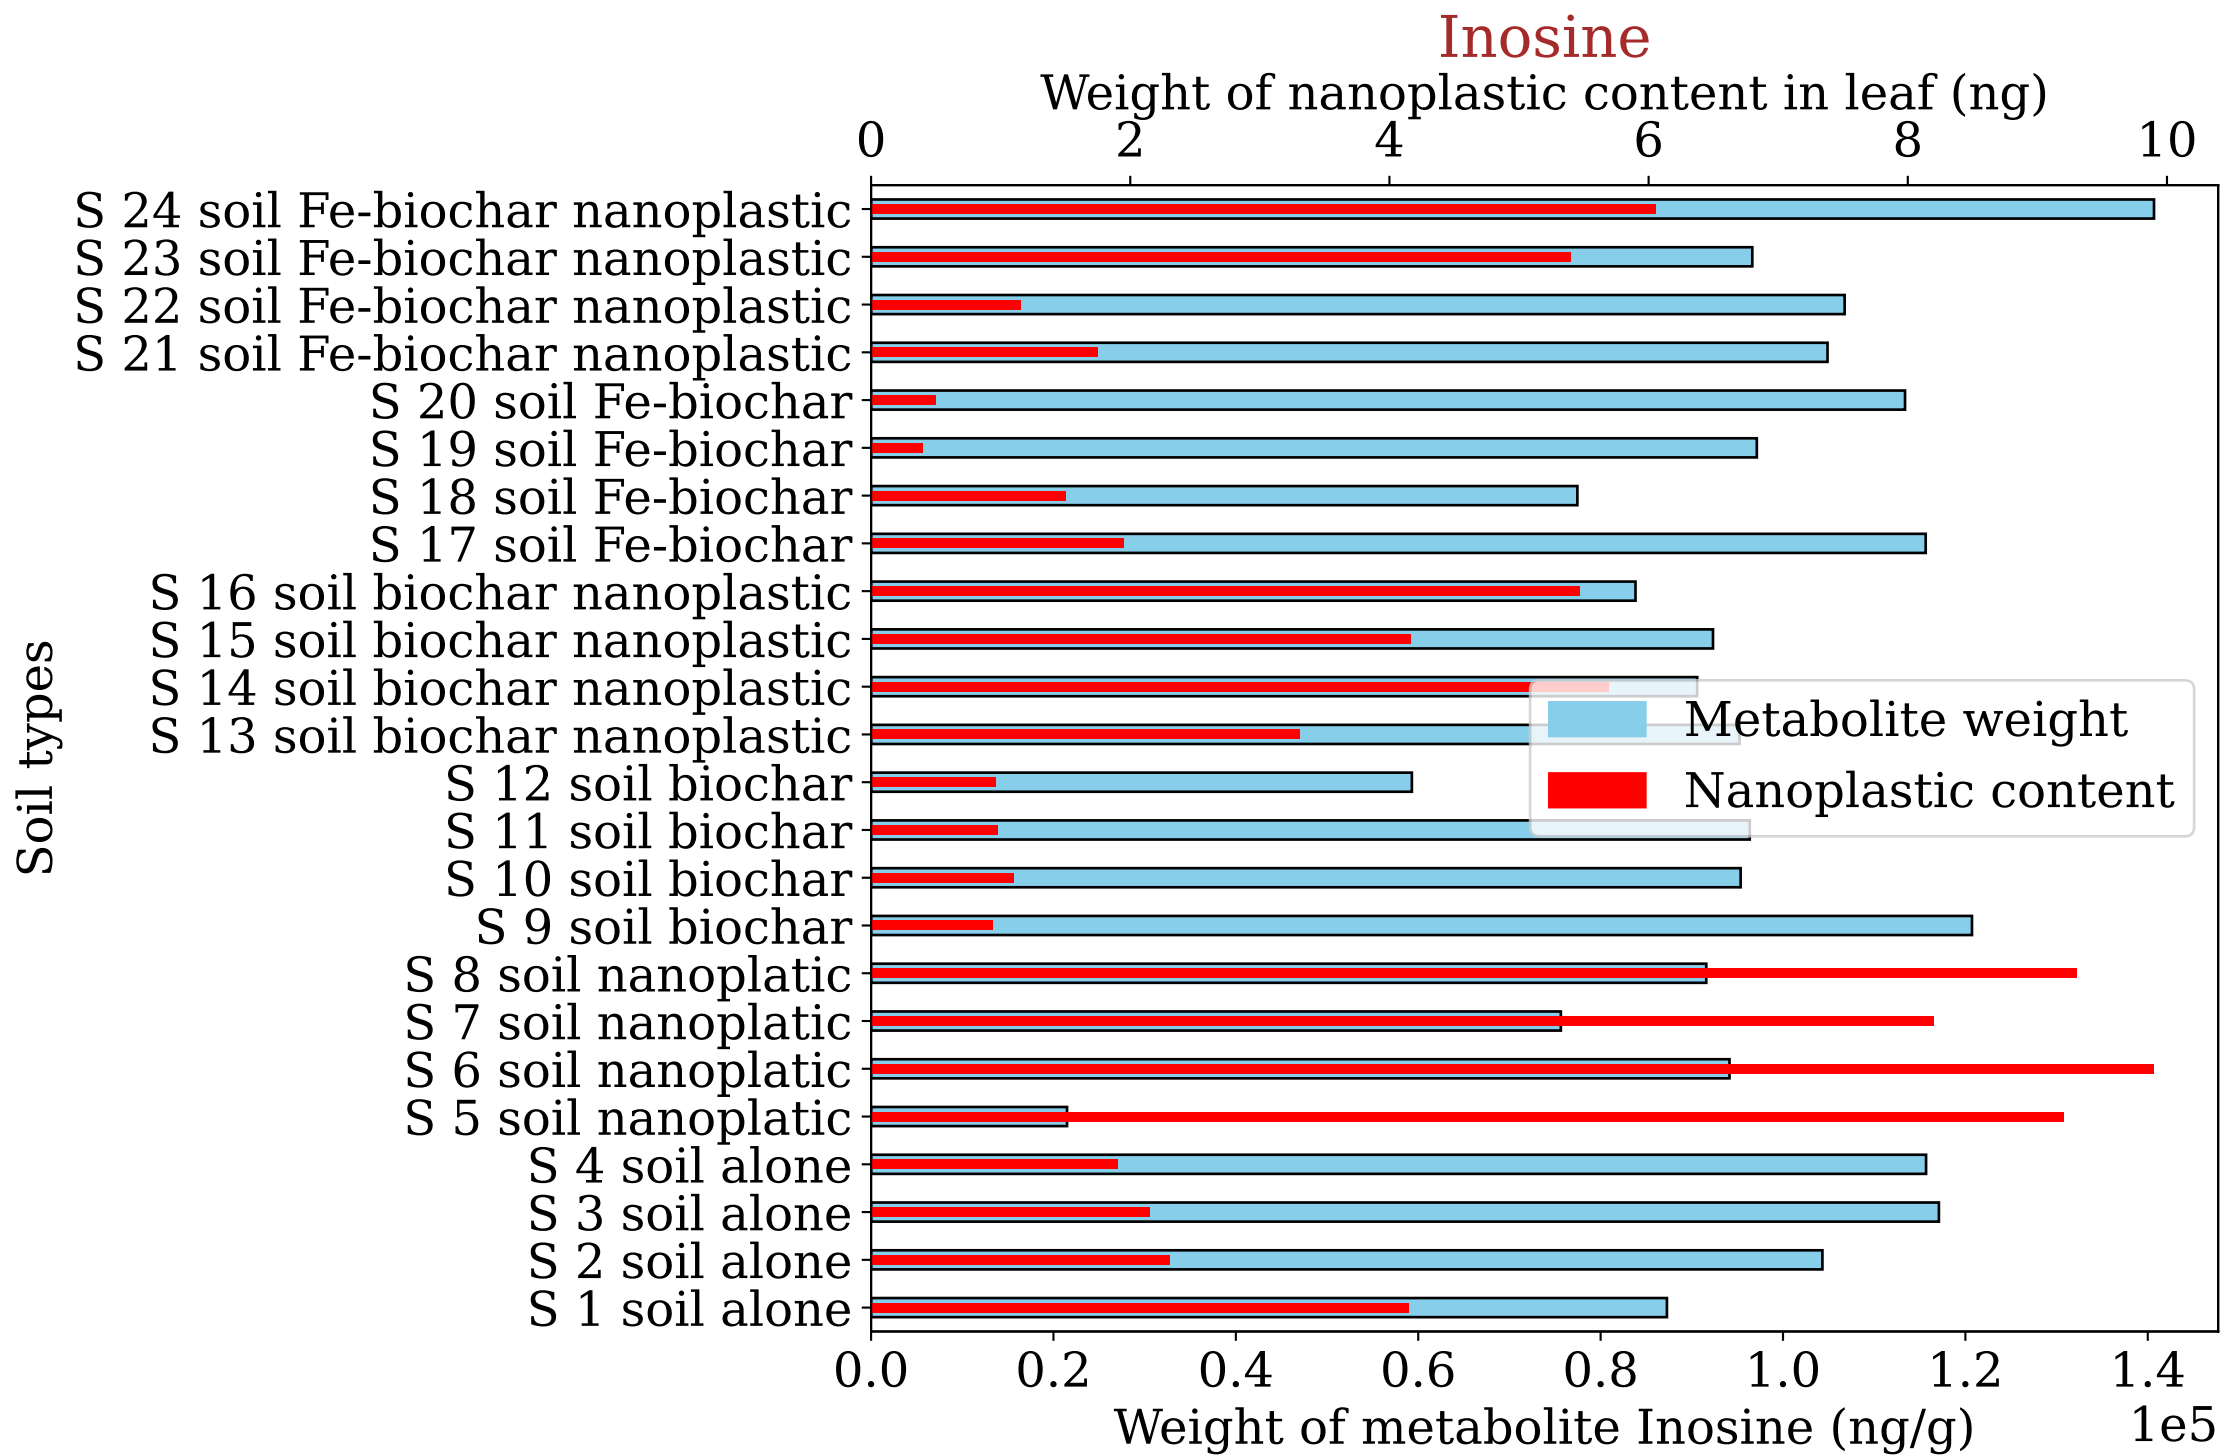 Inosine
Weight of nanoplastic content in leaf (ng)
0 2 4 6 8 10
S 24 soil Fe-biochar nanoplastic
S 23 soil Fe-biochar nanoplastic
S 22 soil Fe-biochar nanoplastic
S 21 soil Fe-biochar nanoplastic
S 20 soil Fe-biochar
S 19 soil Fe-biochar
S 18 soil Fe-biochar
S 17 soil Fe-biochar
S 16 soil biochar nanoplastic
S 15 soil biochar nanoplastic
S 14 soil biochar nanoplastic
S 13 soil biochar nanoplastic
S 12 soil biochar
S 11 soil biochar
S 10 soil biochar
S 9 soil biochar
S 8 soil nanoplatic
S 7 soil nanoplatic
S 6 soil nanoplatic
S 5 soil nanoplatic
S 4 soil alone
S 3 soil alone
S 2 soil alone
S 1 soil alone
Soil types
Metabolite weight
Nanoplastic content
0.0 0.2 0.4 0.6 0.8 1.0 1.2 1.4
Weight of metabolite Inosine (ng/g)
1e5